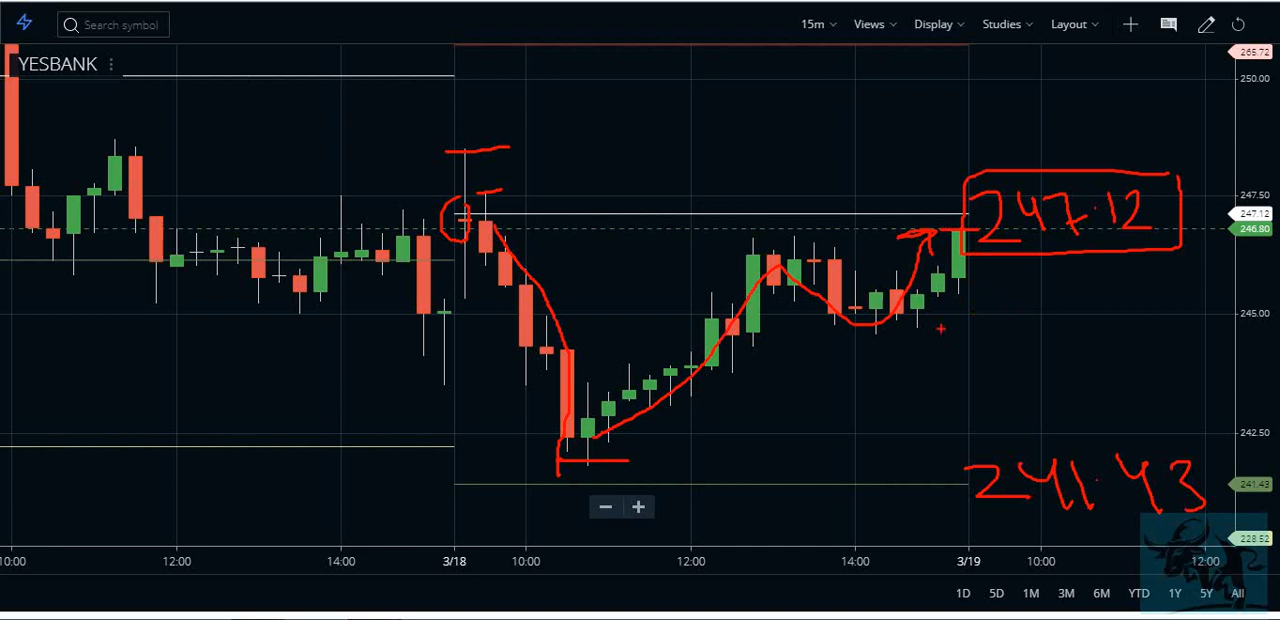 Search symbol 15m Views Display Studies Layout
265.72
YESBANK
250.00
247.50
247.12
247.12
246.80
245.00
242.50
241.43
241.43
228.52
10:00 12:00 14:00 3/18 10:00 12:00 14:00 3/19 10:00 12:00
1D 5D 1M 3M 6M YTD 1Y 5Y All